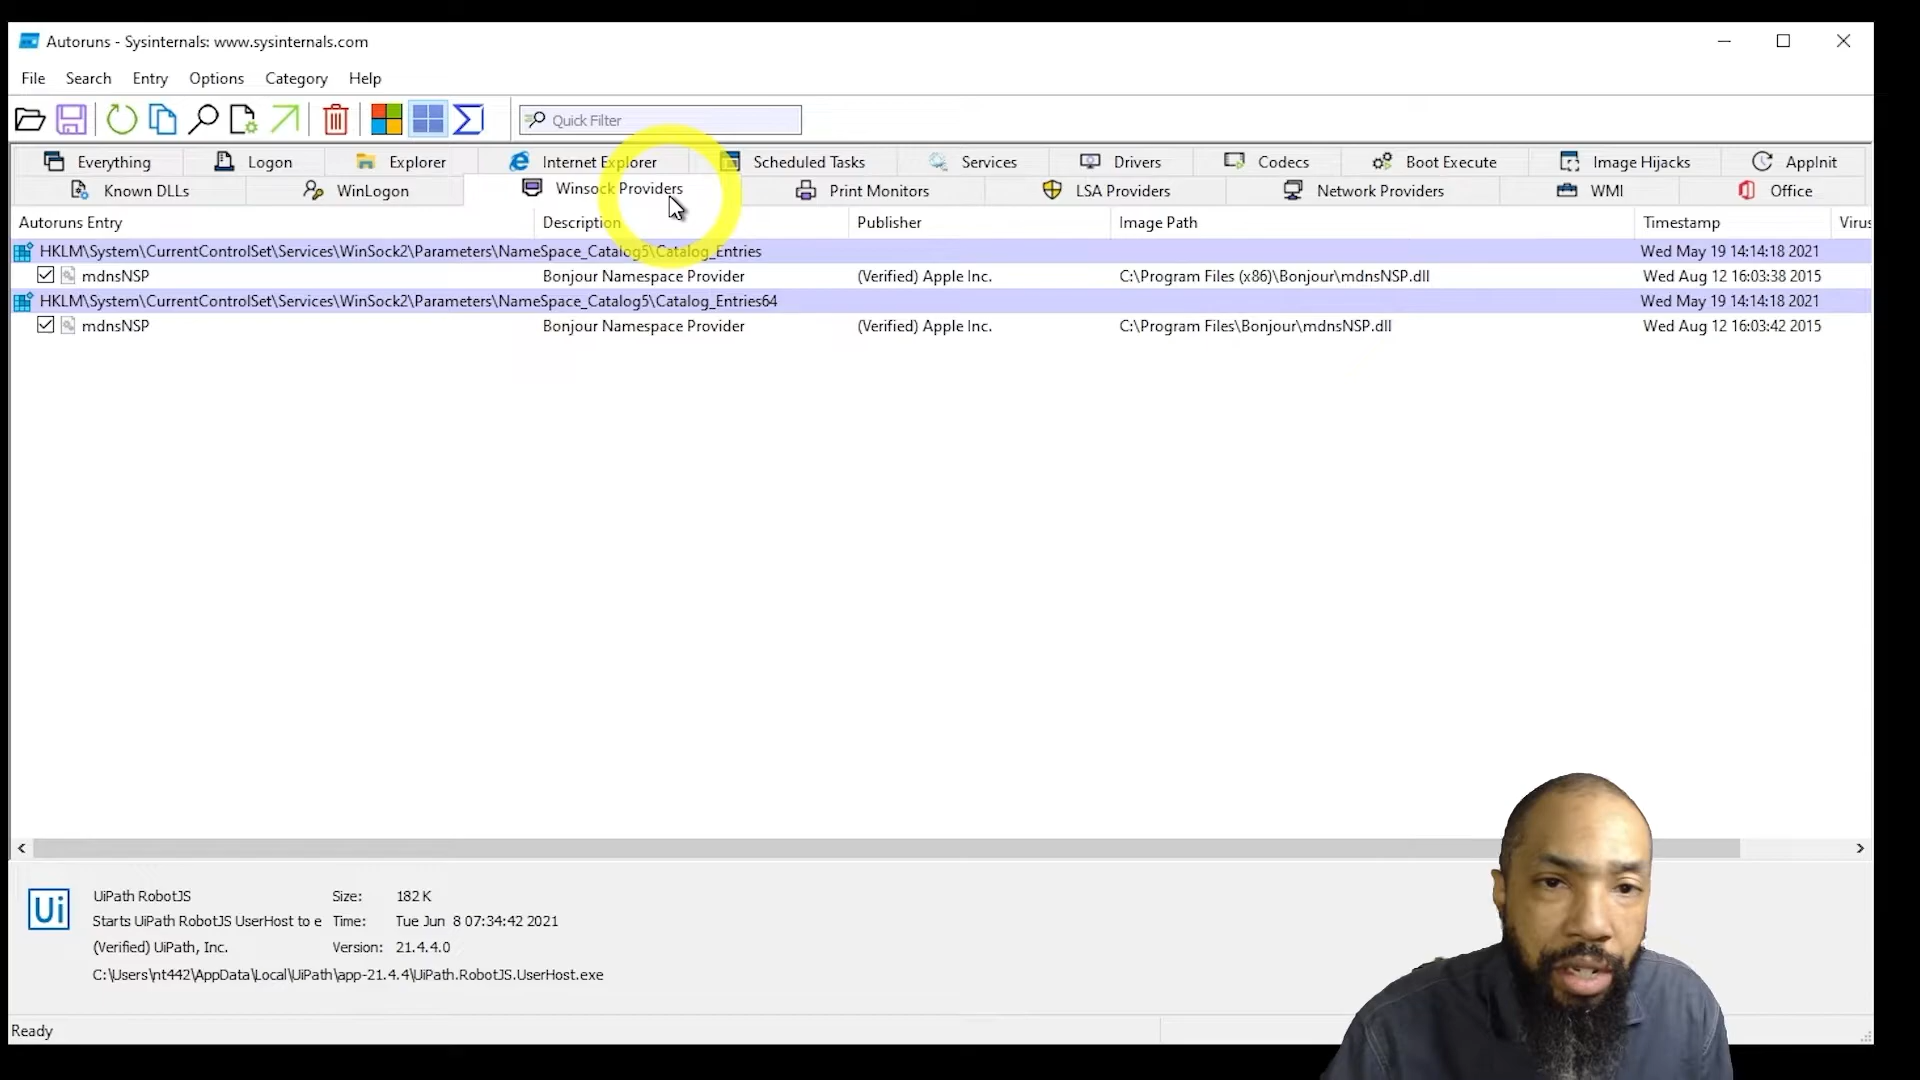 Autoruns - Sysinternals: www.sysinternals.com
File Search Entry Options Category Help
Quick Filter
Everything Logon Explorer Internet Explorer Scheduled Tasks Services Drivers Codecs Boot Execute Image Hijacks AppInit
Known DLLs WinLogon Winsock Providers Print Monitors LSA Providers Network Providers WMI Office
Autoruns Entry Description Publisher Image Path Timestamp Virus
HKLM\System\CurrentControlSet\Services\WinSock2\Parameters\NameSpace_Catalog5\Catalog_Entries Wed May 19 14:14:18 2021
mdnsNSP Bonjour Namespace Provider (Verified) Apple Inc. C:\Program Files (x86)\Bonjour\mdnsNSP.dll Wed Aug 12 16:03:38 2015
HKLM\System\CurrentControlSet\Services\WinSock2\Parameters\NameSpace_Catalog5\Catalog_Entries64 Wed May 19 14:14:18 2021
mdnsNSP Bonjour Namespace Provider (Verified) Apple Inc. C:\Program Files\Bonjour\mdnsNSP.dll Wed Aug 12 16:03:42 2015
Ui
UiPath RobotJS Size: 182 K
Starts UiPath RobotJS UserHost to e Time: Tue Jun 8 07:34:42 2021
(Verified) UiPath, Inc. Version: 21.4.4.0
C:\Users\nt442\AppData\Local\UiPath\app-21.4.4\UiPath.RobotJS.UserHost.exe
Ready